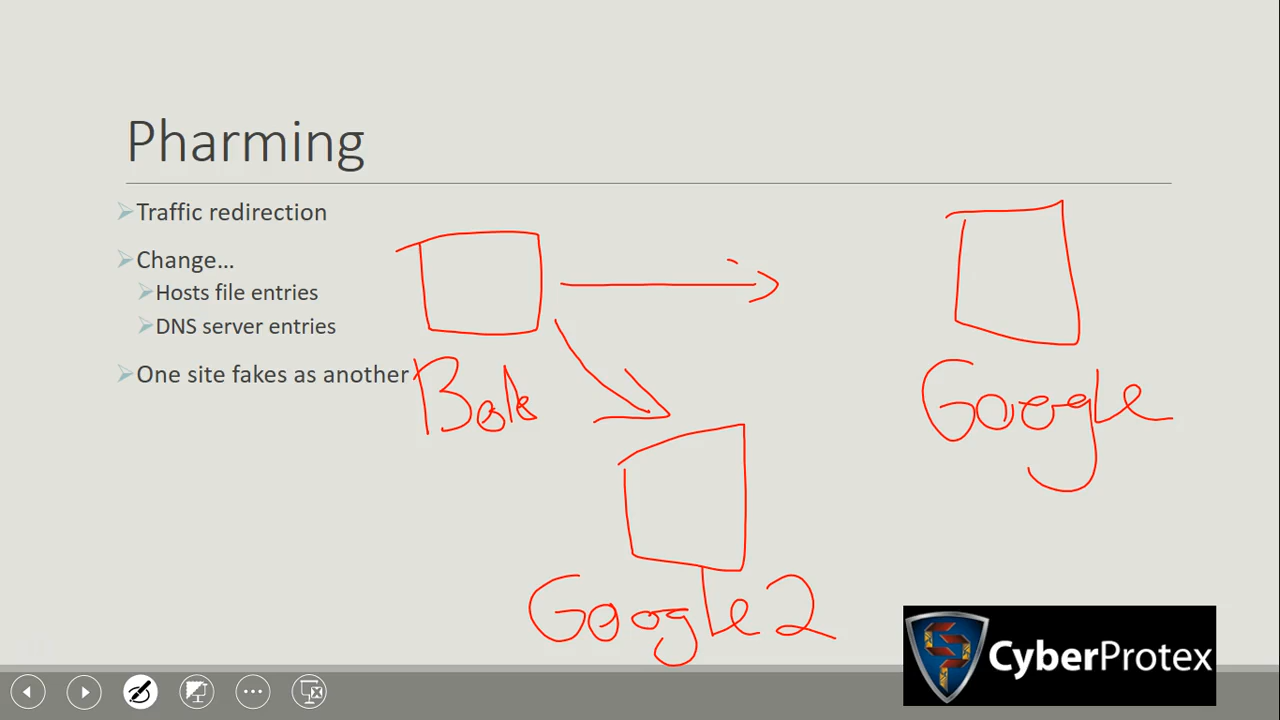 Pharming
Traffic redirection
Change...
Hosts file entries
DNS server entries
One site fakes as another
Bob
Google
Google2
CyberProtex